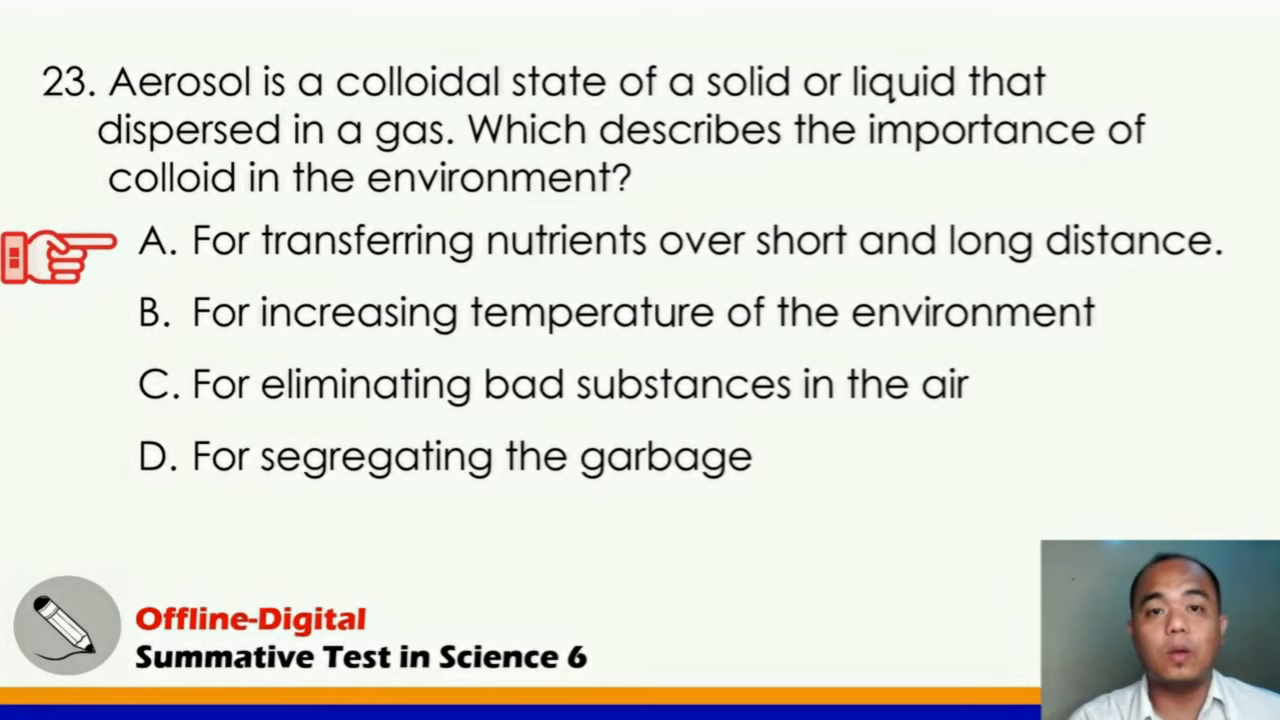 23. Aerosol is a colloidal state of a solid or liquid that
dispersed in a gas. Which describes the importance of
colloid in the environment?
A. For transferring nutrients over short and long distance.
B. For increasing temperature of the environment
C. For eliminating bad substances in the air
D. For segregating the garbage
Offline-Digital
Summative Test in Science 6